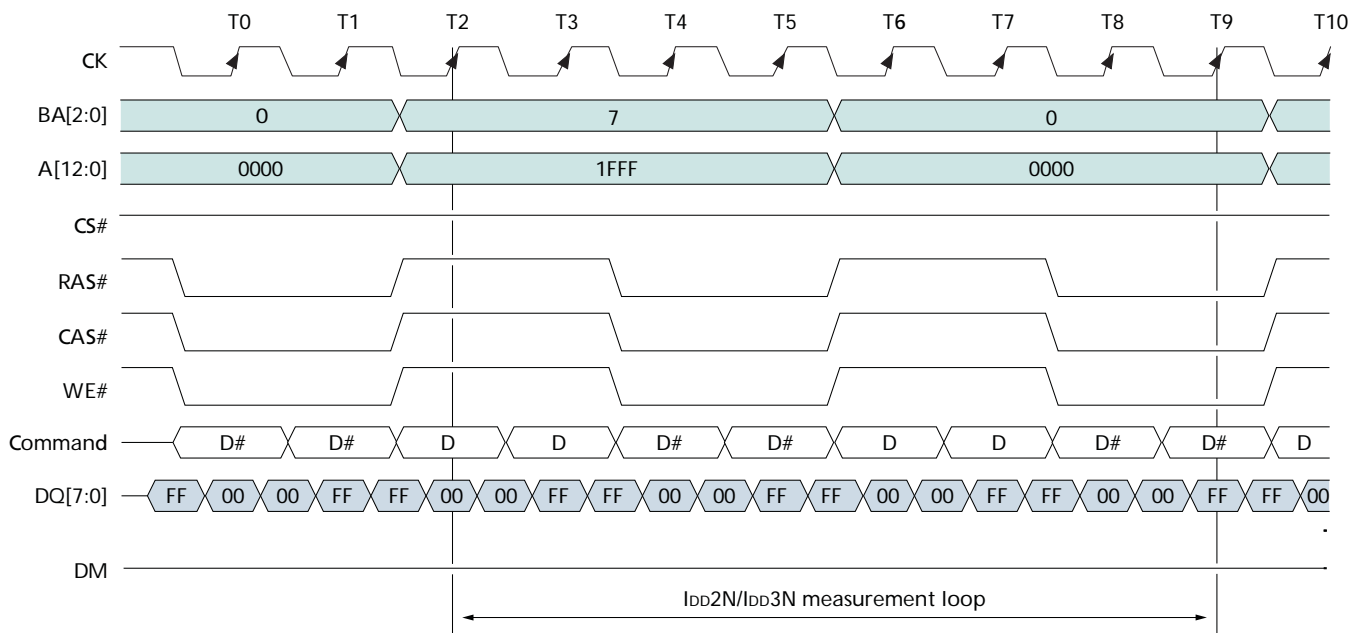 T0 T1 T2 T3 T4 T5 T6 T7 T8 T9 T10
CK
BA[2:0] 0 7 0
A[12:0] 0000 1FFF 0000
CS#
RAS#
CAS#
WE#
Command D# D# D D D# D# D D D# D# D
DQ[7:0] FF 00 00 FF FF 00 00 FF FF 00 00 FF FF 00 00 FF FF 00 00 FF FF 00
DM
IDD2N/IDD3N measurement loop